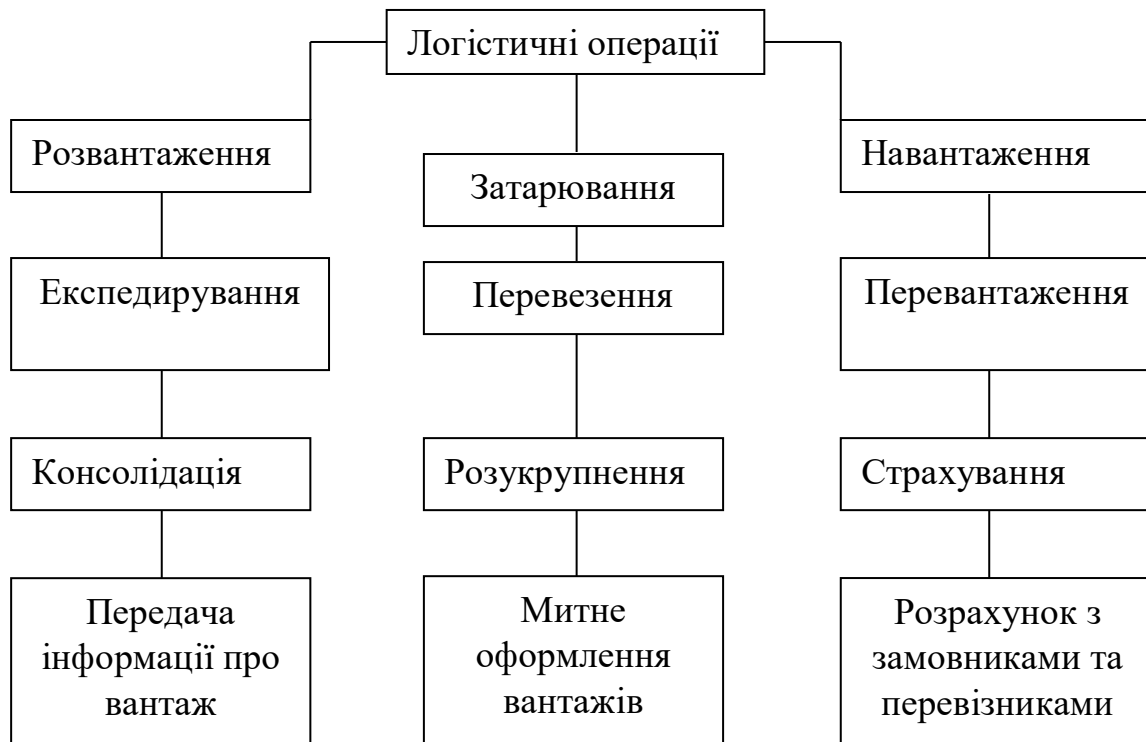 Логістичні операції
Розвантаження
Затарювання
Навантаження
Експедирування
Перевезення
Перевантаження
Консолідація
Розукрупнення
Страхування
Передача
інформації про
вантаж
Митне
оформлення
вантажів
Розрахунок з
замовниками та
перевізниками